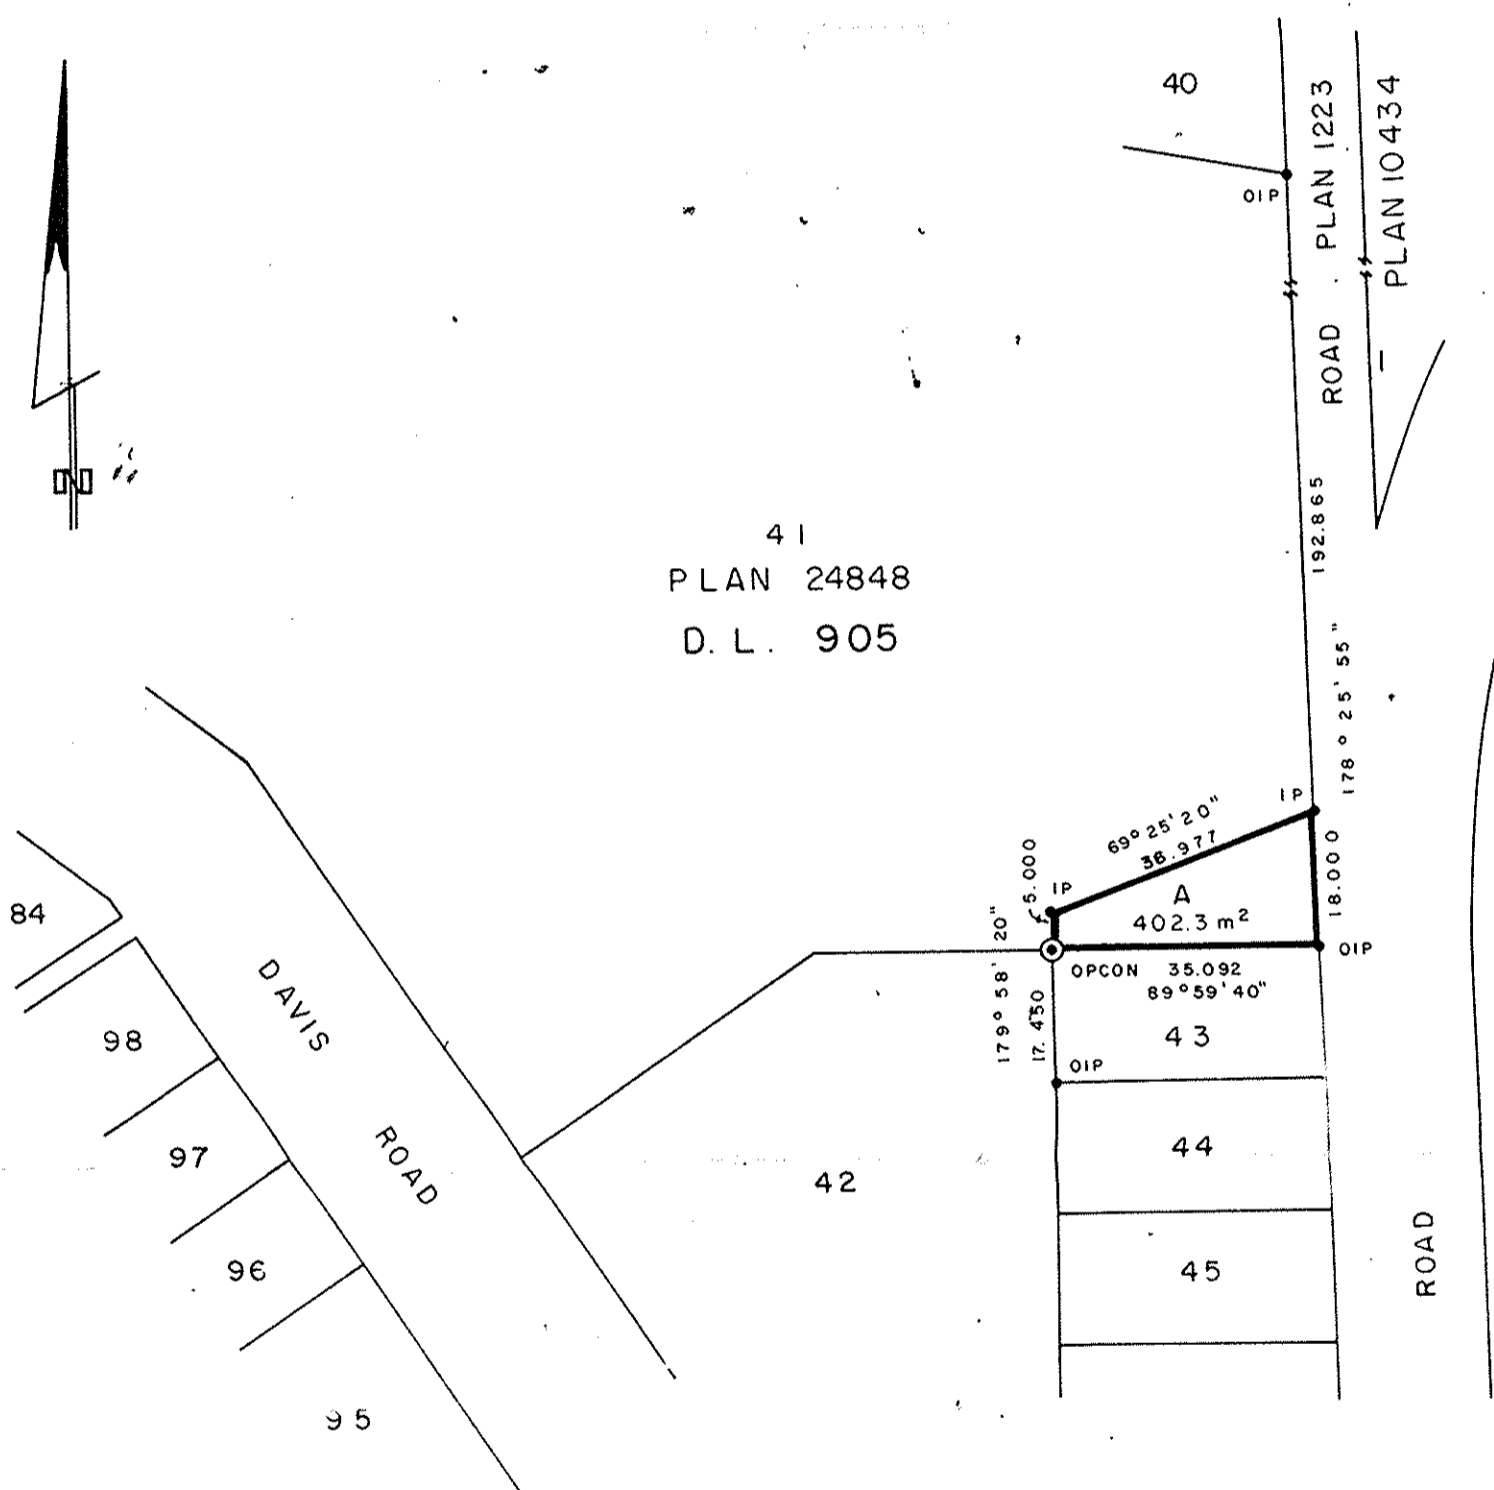 40
OIP
ROAD PLAN 1223
PLAN 10434
N
192.865
41
PLAN 24848
D. L. 905
178° 25' 55"
IP
69° 25' 20"
36.977
5.000
IP
A
402.3 m²
18.000
OIP
OPCON 35.092
89° 59' 40"
179° 58' 20"
17.450
OIP
43
84
DAVIS ROAD
98
97
96
95
42
44
45
ROAD